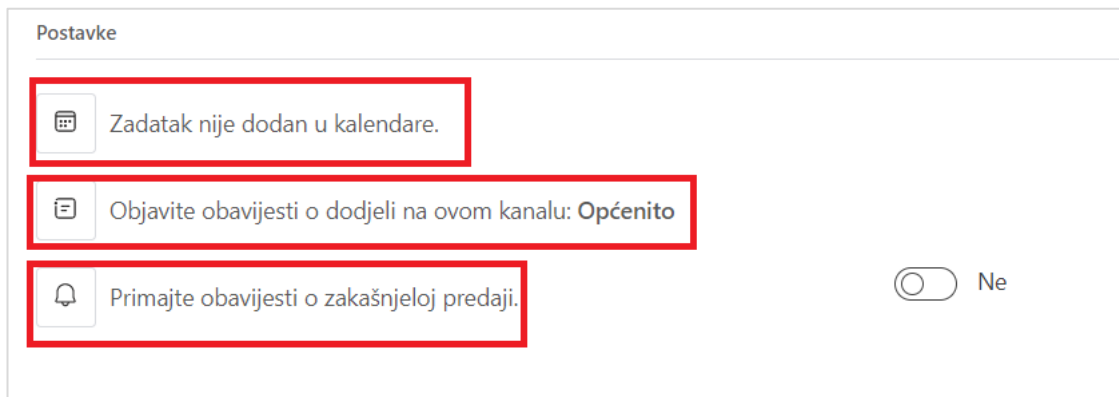 Postavke
Zadatak nije dodan u kalendare.
Objavite obavijesti o dodjeli na ovom kanalu: Općenito
Primajte obavijesti o zakašnjeloj predaji.
Ne